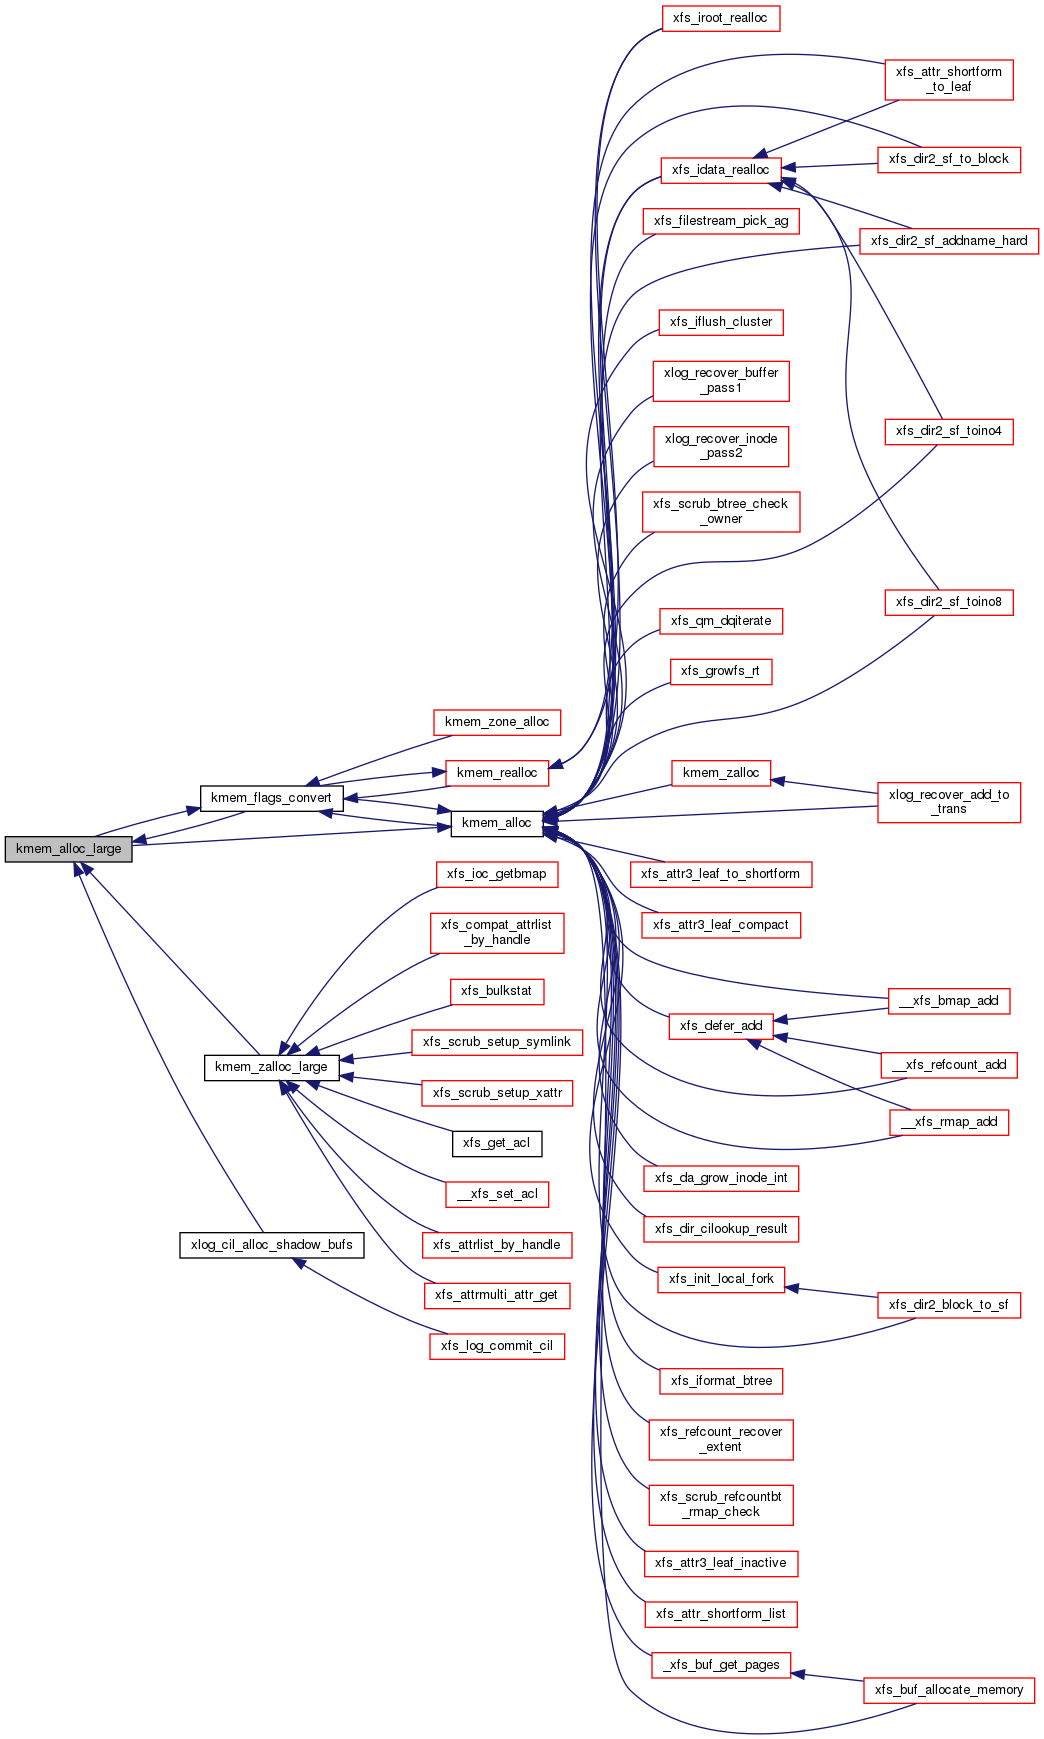 xfs_iroot_realloc
xfs_attr_shortform
_to_leaf
xfs_dir2_sf_to_block
xfs_idata_realloc
xfs_filestream_pick_ag
xfs_dir2_sf_addname_hard
xfs_iflush_cluster
xlog_recover_buffer
_pass1
xfs_dir2_sf_toino4
xlog_recover_inode
_pass2
xfs_scrub_btree_check
_owner
xfs_dir2_sf_toino8
xfs_qm_dqiterate
xfs_growfs_rt
kmem_zone_alloc
kmem_realloc
kmem_zalloc
kmem_flags_convert
xlog_recover_add_to
_trans
kmem_alloc
kmem_alloc_large
xfs_ioc_getbmap
xfs_attr3_leaf_to_shortform
xfs_compat_attrlist
_by_handle
xfs_attr3_leaf_compact
xfs_bulkstat
__xfs_bmap_add
xfs_defer_add
xfs_scrub_setup_symlink
kmem_zalloc_large
__xfs_refcount_add
xfs_scrub_setup_xattr
__xfs_rmap_add
xfs_get_acl
xfs_da_grow_inode_int
__xfs_set_acl
xfs_dir_cilookup_result
xlog_cil_alloc_shadow_bufs
xfs_attrlist_by_handle
xfs_init_local_fork
xfs_attrmulti_attr_get
xfs_dir2_block_to_sf
xfs_log_commit_cil
xfs_iformat_btree
xfs_refcount_recover
_extent
xfs_scrub_refcountbt
_rmap_check
xfs_attr3_leaf_inactive
xfs_attr_shortform_list
_xfs_buf_get_pages
xfs_buf_allocate_memory